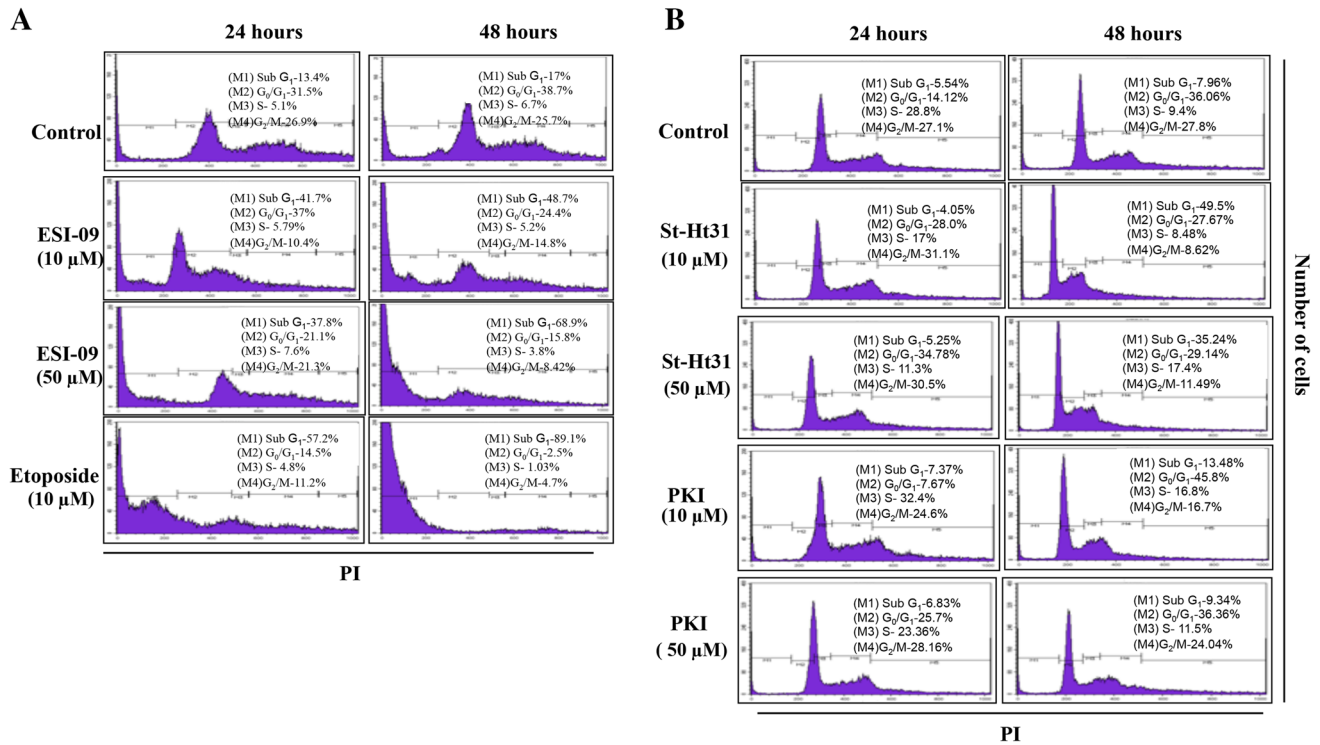 A
24 hours
48 hours
Control
(M1) Sub G1-13.4%
(M2) G0/G1-31.5%
(M3) S- 5.1%
(M4)G2/M-26.9%
(M1) Sub G1-17%
(M2) G0/G1-38.7%
(M3) S- 6.7%
(M4)G2/M-25.7%
ESI-09
(10 µM)
(M1) Sub G1-41.7%
(M2) G0/G1-37%
(M3) S- 5.79%
(M4)G2/M-10.4%
(M1) Sub G1-48.7%
(M2) G0/G1-24.4%
(M3) S- 5.2%
(M4)G2/M-14.8%
ESI-09
(50 µM)
(M1) Sub G1-37.8%
(M2) G0/G1-21.1%
(M3) S- 7.6%
(M4)G2/M-21.3%
(M1) Sub G1-68.9%
(M2) G0/G1-15.8%
(M3) S- 3.8%
(M4)G2/M-8.42%
Etoposide
(10 µM)
(M1) Sub G1-57.2%
(M2) G0/G1-14.5%
(M3) S- 4.8%
(M4)G2/M-11.2%
(M1) Sub G1-89.1%
(M2) G0/G1-2.5%
(M3) S- 1.03%
(M4)G2/M-4.7%
PI
B
24 hours
48 hours
Control
(M1) Sub G1-5.54%
(M2) G0/G1-14.12%
(M3) S- 28.8%
(M4)G2/M-27.1%
(M1) Sub G1-7.96%
(M2) G0/G1-36.06%
(M3) S- 9.4%
(M4)G2/M-27.8%
St-Ht31
(10 µM)
(M1) Sub G1-4.05%
(M2) G0/G1-28.0%
(M3) S- 17%
(M4)G2/M-31.1%
(M1) Sub G1-49.5%
(M2) G0/G1-27.67%
(M3) S- 8.48%
(M4)G2/M-8.62%
St-Ht31
(50 µM)
(M1) Sub G1-5.25%
(M2) G0/G1-34.78%
(M3) S- 11.3%
(M4)G2/M-30.5%
(M1) Sub G1-35.24%
(M2) G0/G1-29.14%
(M3) S- 17.4%
(M4)G2/M-11.49%
PKI
(10 µM)
(M1) Sub G1-7.37%
(M2) G0/G1-7.67%
(M3) S- 32.4%
(M4)G2/M-24.6%
(M1) Sub G1-13.48%
(M2) G0/G1-45.8%
(M3) S- 16.8%
(M4)G2/M-16.7%
PKI
( 50 µM)
(M1) Sub G1-6.83%
(M2) G0/G1-25.7%
(M3) S- 23.36%
(M4)G2/M-28.16%
(M1) Sub G1-9.34%
(M2) G0/G1-36.36%
(M3) S- 11.5%
(M4)G2/M-24.04%
PI
Number of cells